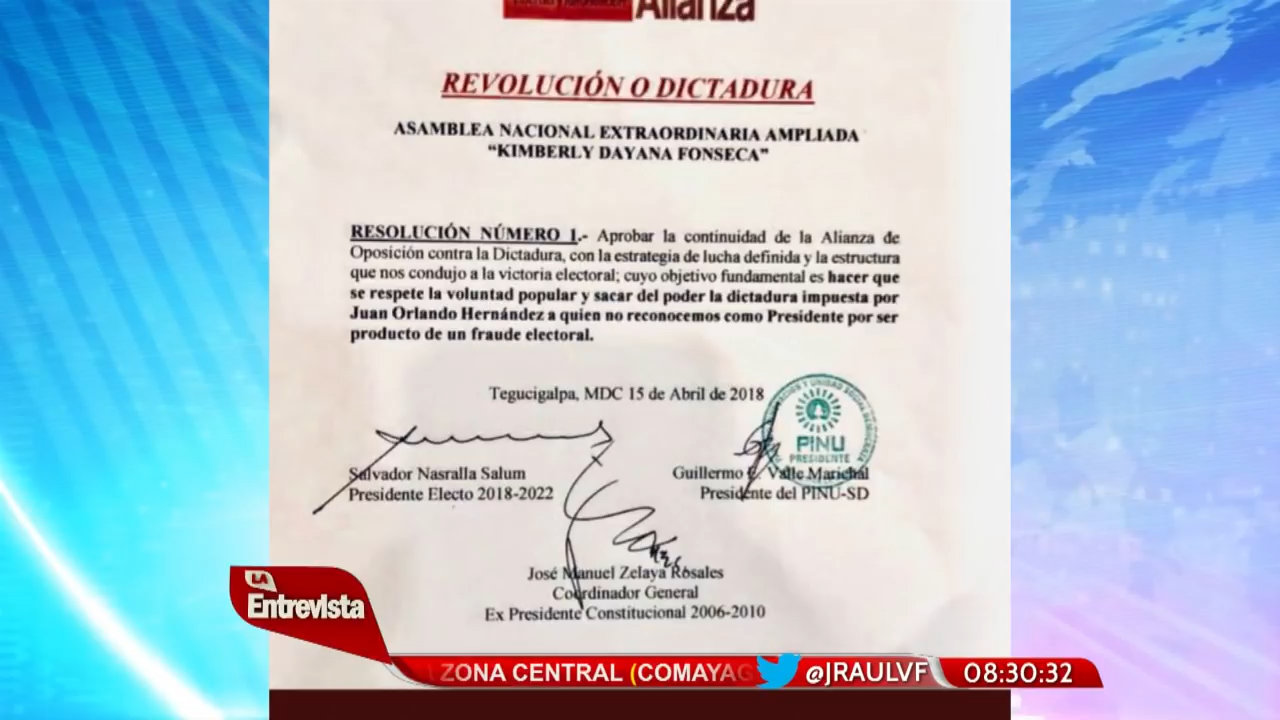 Alianza
REVOLUCIÓN O DICTADURA
ASAMBLEA NACIONAL EXTRAORDINARIA AMPLIADA
“KIMBERLY DAYANA FONSECA”
RESOLUCIÓN NÚMERO 1.- Aprobar la continuidad de la Alianza de
Oposición contra la Dictadura, con la estrategia de lucha definida y la estructura
que nos condujo a la victoria electoral; cuyo objetivo fundamental es hacer que
se respete la voluntad popular y sacar del poder la dictadura impuesta por
Juan Orlando Hernández a quien no reconocemos como Presidente por ser
producto de un fraude electoral.
Tegucigalpa, MDC 15 de Abril de 2018
PINU
PRESIDENTE
Salvador Nasralla Salum
Presidente Electo 2018-2022
Guillermo E. Valle Marichal
Presidente del PINU-SD
José Manuel Zelaya Rosales
Coordinador General
Ex Presidente Constitucional 2006-2010
LA
Entrevista
ZONA CENTRAL (COMAYAG
@JRAULVF
08:30:32